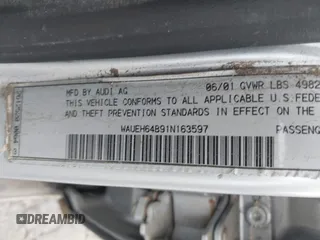 MFD BY AUDI AG 06/01 GVWR LBS 4982
THIS VEHICLE CONFORMS TO ALL APPLICABLE U.S.FEDE
AND THEFT PREVENTION STANDARDS IN EFFECT ON THE
WAUEH64B91N163597 PASSENG
DREAMBID